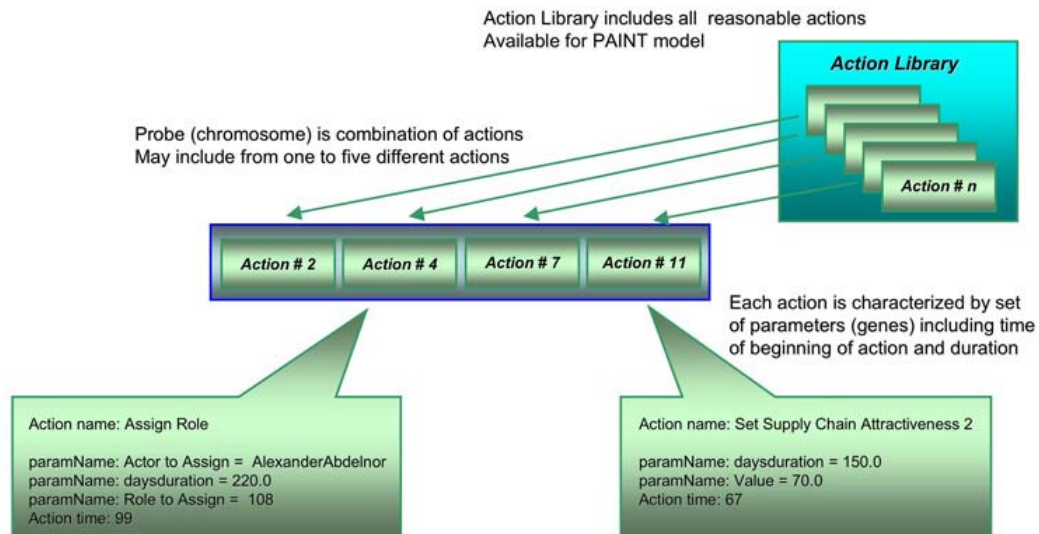 Action Library includes all reasonable actions
Available for PAINT model
Action Library
Action # n
Probe (chromosome) is combination of actions
May include from one to five different actions
Action # 2
Action # 4
Action # 7
Action # 11
Each action is characterized by set
of parameters (genes) including time
of beginning of action and duration
Action name: Assign Role
paramName: Actor to Assign = AlexanderAbdelnor
paramName: daysduration = 220.0
paramName: Role to Assign = 108
Action time: 99
Action name: Set Supply Chain Attractiveness 2
paramName: daysduration = 150.0
paramName: Value = 70.0
Action time: 67